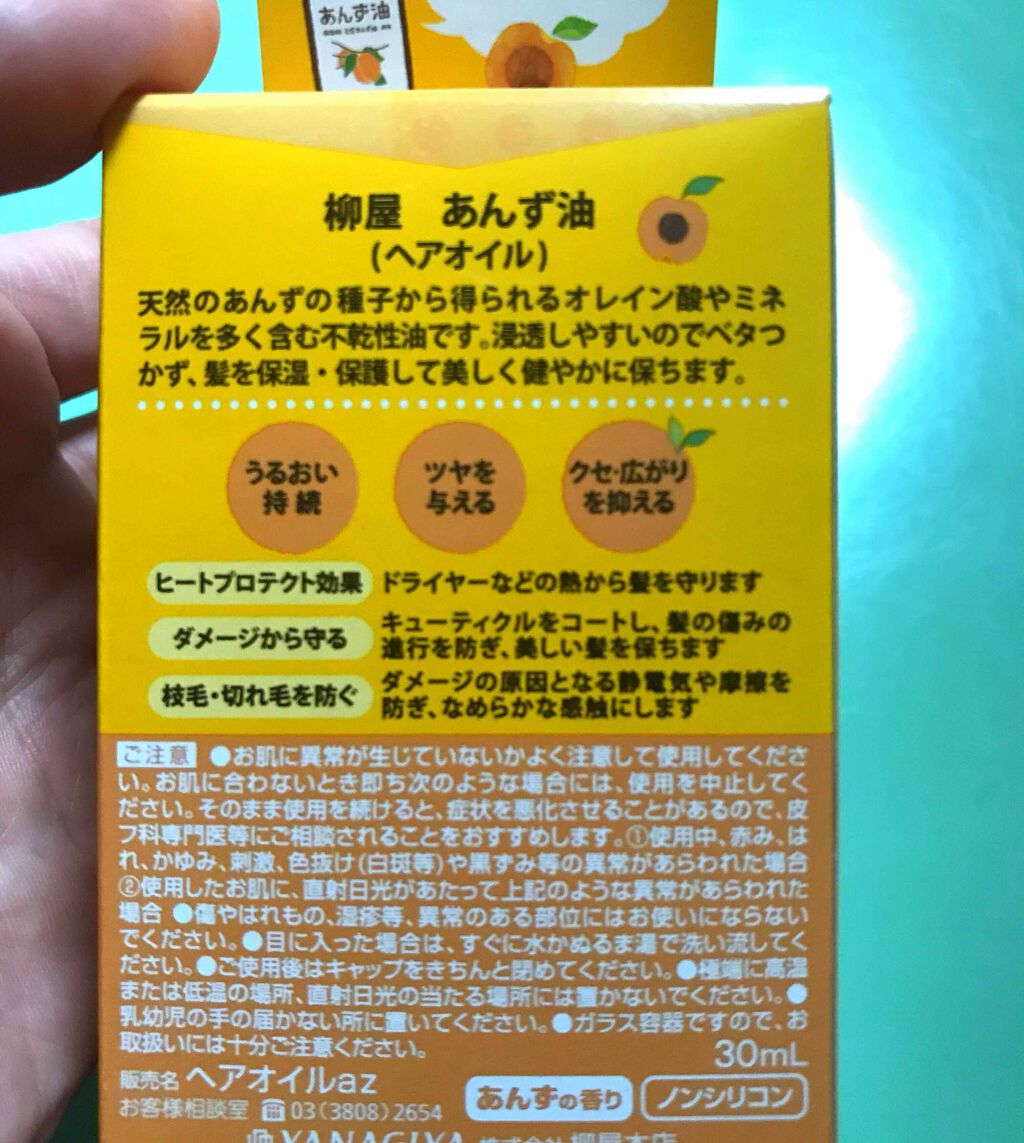 あんず油
柳屋 あんず油
(ヘアオイル)
天然のあんずの種子から得られるオレイン酸やミネ
ラルを多く含む不乾性油です。浸透しやすいのでベタつ
かず、髪を保湿・保護して美しく健やかに保ちます。
うるおい
持続
ツヤを
与える
クセ・広がり
を抑える
ヒートプロテクト効果 ドライヤーなどの熱から髪を守ります
ダメージから守る キューティクルをコートし、髪の傷みの
進行を防ぎ、美しい髪を保ちます
枝毛・切れ毛を防ぐ ダメージの原因となる静電気や摩擦を
防ぎ、なめらかな感触にします
ご注意 ●お肌に異常が生じていないかよく注意して使用してくださ
い。お肌に合わないとき即ち次のような場合には、使用を中止してく
ださい。そのまま使用を続けると、症状を悪化させることがあるので、皮
フ科専門医等にご相談されることをおすすめします。①使用中、赤み、は
れ、かゆみ、刺激、色抜け(白斑等)や黒ずみ等の異常があらわれた場合
②使用したお肌に、直射日光があたって上記のような異常があらわれた
場合 ●傷やはれもの、湿疹等、異常のある部位にはお使いにならない
でください。●目に入った場合は、すぐに水かぬるま湯で洗い流してく
ださい。●ご使用後はキャップをきちんと閉めてください。●極端に高温
または低温の場所、直射日光の当たる場所には置かないでください。●
乳幼児の手の届かない所に置いてください。●ガラス容器ですので、お
取扱いには十分ご注意ください。
30mL
販売名 ヘアオイルaz
お客様相談室 ☎03(3808)2654
あんずの香り
ノンシリコン
YANAGIYA 株式会社 柳屋本店